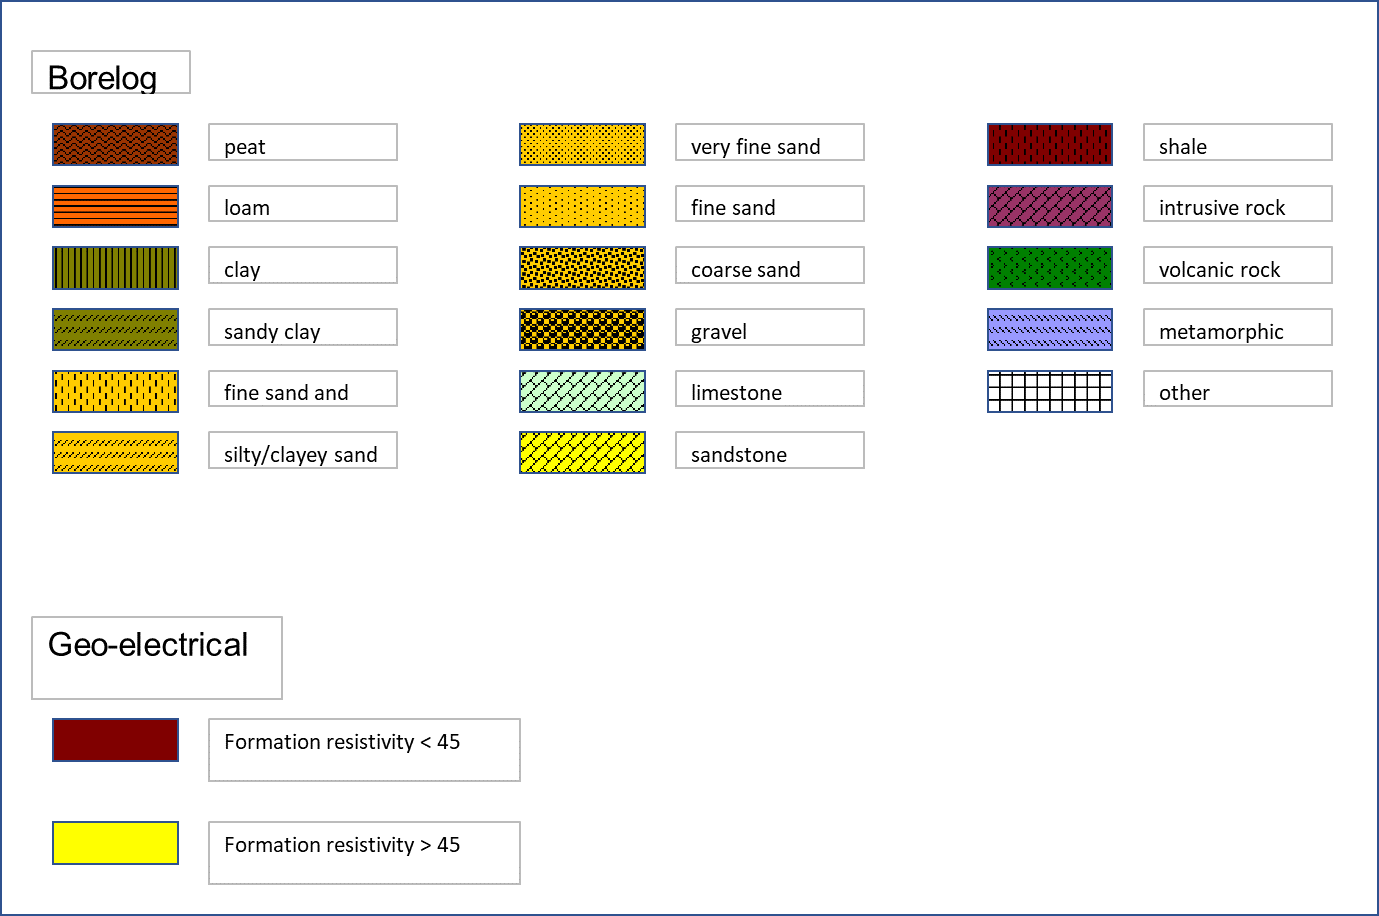 Borelog
peat
loam
clay
sandy clay
fine sand and
silty/clayey sand
very fine sand
fine sand
coarse sand
gravel
limestone
sandstone
shale
intrusive rock
volcanic rock
metamorphic
other
Geo-electrical
Formation resistivity < 45
Formation resistivity > 45